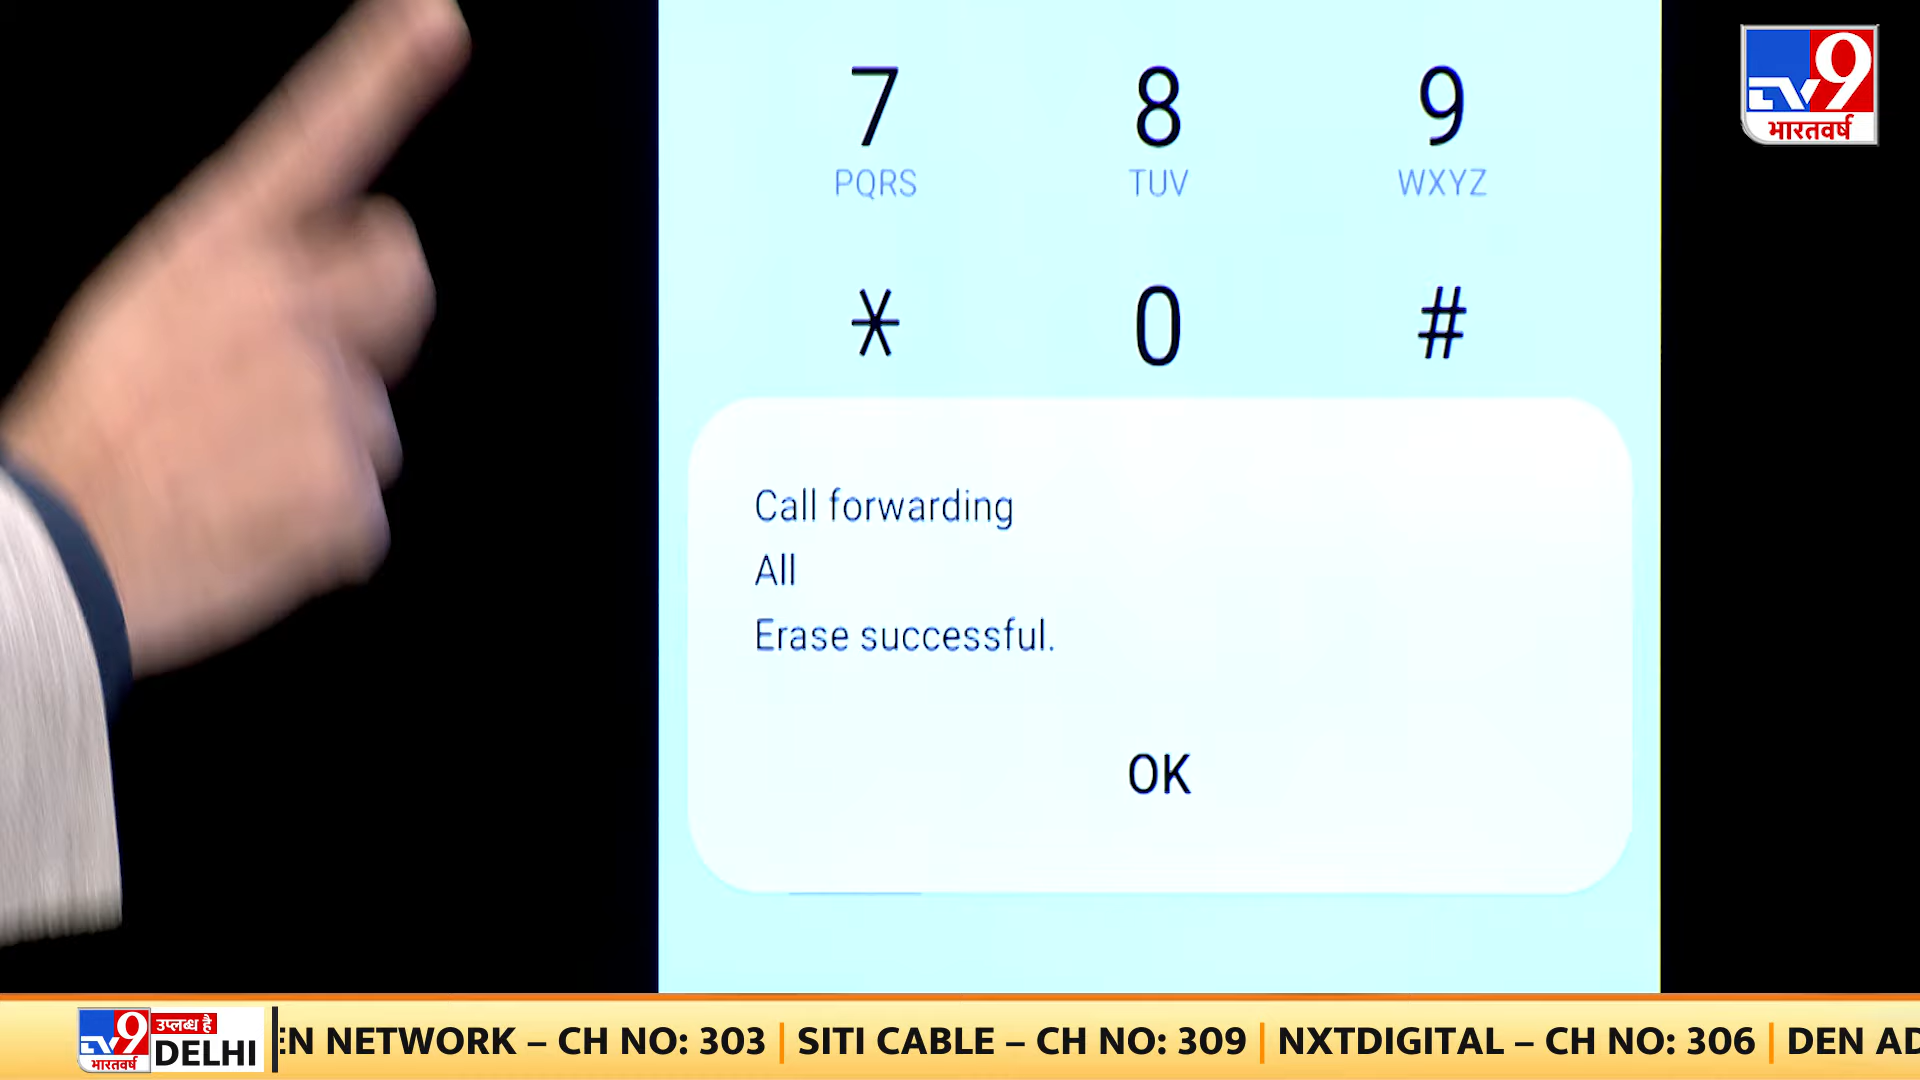 7 8 9
PQRS TUV WXYZ
* 0 #
TV9
भारतवर्ष
Call forwarding
All
Erase successful.
OK
TV9 भारतवर्ष उपलब्ध है DELHI
EN NETWORK – CH NO: 303 | SITI CABLE – CH NO: 309 | NXTDIGITAL – CH NO: 306 | DEN AD